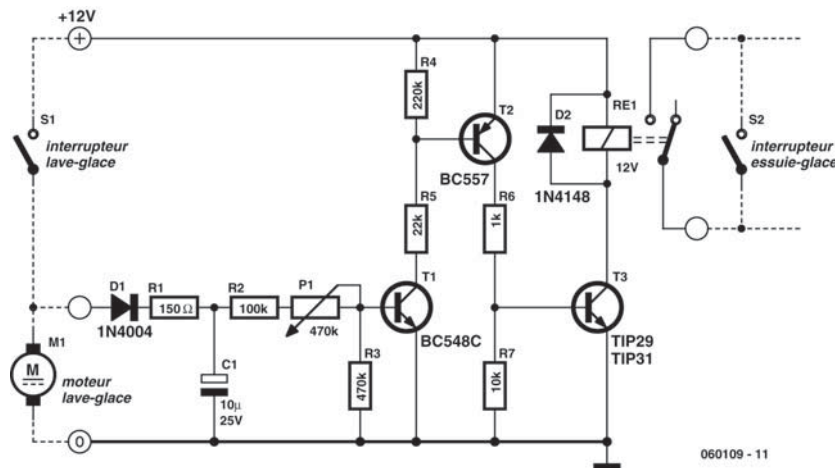 +12V
R4
220k
T2
S1
interrupteur
lave-glace
D2
RE1
12V
S2
interrupteur
essuie-glace
BC557
1N4148
R5
22k
R6
1k
D1
1N4004
R1
150 Ω
R2
100k
P1
470k
T1
BC548C
T3
TIP29
TIP31
M1
M
moteur
lave-glace
C1
10µ
25V
R3
470k
R7
10k
0
060109 - 11